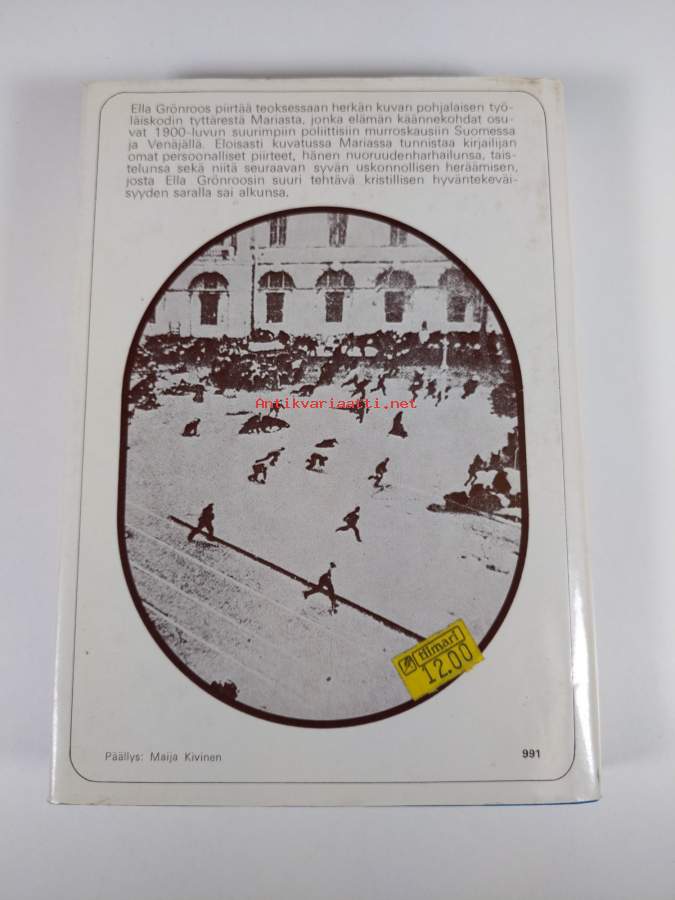 Ella Grönroos piirtää teoksessaan herkän kuvan pohjalaisen työ-
läiskodin tyttärestä Mariasta, jonka elämän käännekohdat osu-
vat 1900-luvun suurimpiin poliittisiin murroskausiin Suomessa
ja Venäjällä. Eloisasti kuvatussa Mariassa tunnistaa kirjailijan
omat persoonalliset piirteet, hänen nuoruudenharhailunsa, tais-
telunsa sekä niitä seuraavan syvän uskonnollisen heräämisen,
josta Ella Grönroosin suuri tehtävä kristillisen hyväntekeväi-
syyden saralla sai alkunsa.
Antikvariaatti.net
tilmari
12.00
Päällys: Maija Kivinen
991